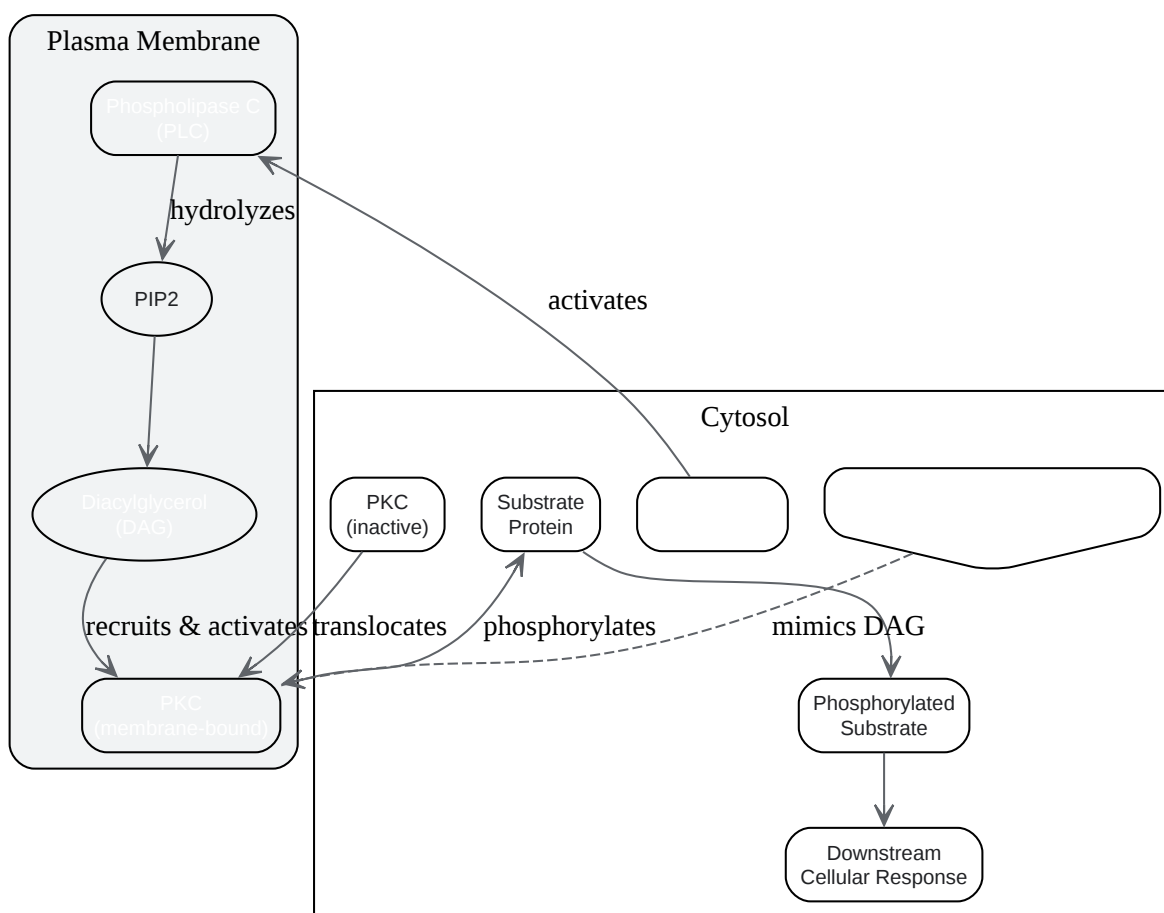 Plasma Membrane
Phospholipase C
(PLC)
hydrolyzes
PIP2
activates
Cytosol
Diacylglycerol
(DAG)
PKC
(inactive)
Substrate
Protein
recruits & activates
translocates
phosphorylates
mimics DAG
PKC
(membrane-bound)
Phosphorylated
Substrate
Downstream
Cellular Response